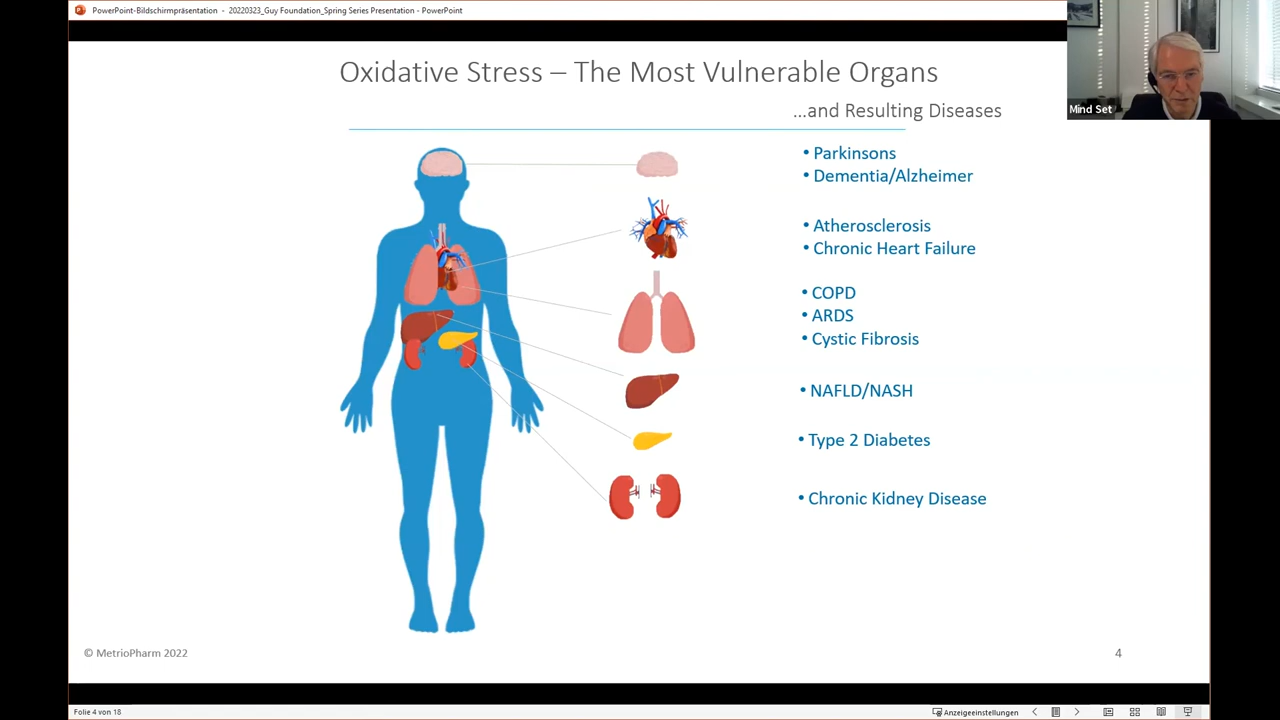 PowerPoint-Bildschirmpräsentation - 20220323_Guy Foundation_Spring Series Presentation - PowerPoint
Oxidative Stress – The Most Vulnerable Organs
...and Resulting Diseases
Mind Set
• Parkinsons
• Dementia/Alzheimer
• Atherosclerosis
• Chronic Heart Failure
• COPD
• ARDS
• Cystic Fibrosis
• NAFLD/NASH
• Type 2 Diabetes
• Chronic Kidney Disease
© MetrioPharm 2022
4
Folie 4 von 18
Anzeigeeinstellungen